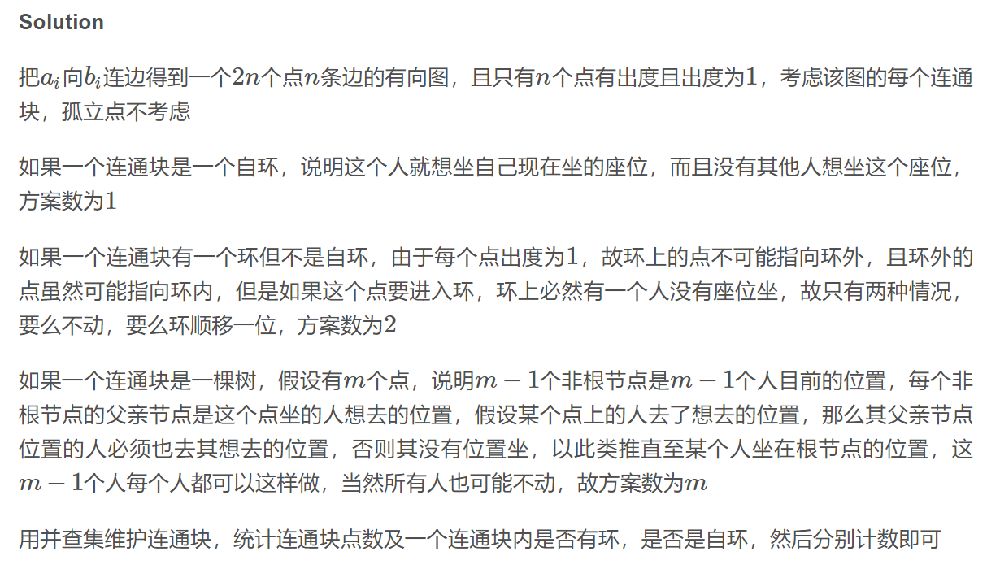 Solution
把a_i向b_i连边得到一个2n个点n条边的有向图，且只有n个点有出度且出度为1，考虑该图的每个连通
块，孤立点不考虑
如果一个连通块是一个自环，说明这个人就想坐自己现在坐的座位，而且没有其他人想坐这个座位，
方案数为1
如果一个连通块有一个环但不是自环，由于每个点出度为1，故环上的点不可能指向环外，且环外的
点虽然可能指向环内，但是如果这个点要进入环，环上必然有一个人没有座位坐，故只有两种情况，
要么不动，要么环顺移一位，方案数为2
如果一个连通块是一棵树，假设有m个点，说明m − 1个非根节点是m − 1个人目前的位置，每个非
根节点的父亲节点是这个点坐的人想去的位置，假设某个点上的人去了想去的位置，那么其父亲节点
位置的人必须也去其想去的位置，否则其没有位置坐，以此类推直至某个人坐在根节点的位置，这
m − 1个人每个人都可以这样做，当然所有人也可能不动，故方案数为m
用并查集维护连通块，统计连通块点数及一个连通块内是否有环，是否是自环，然后分别计数即可